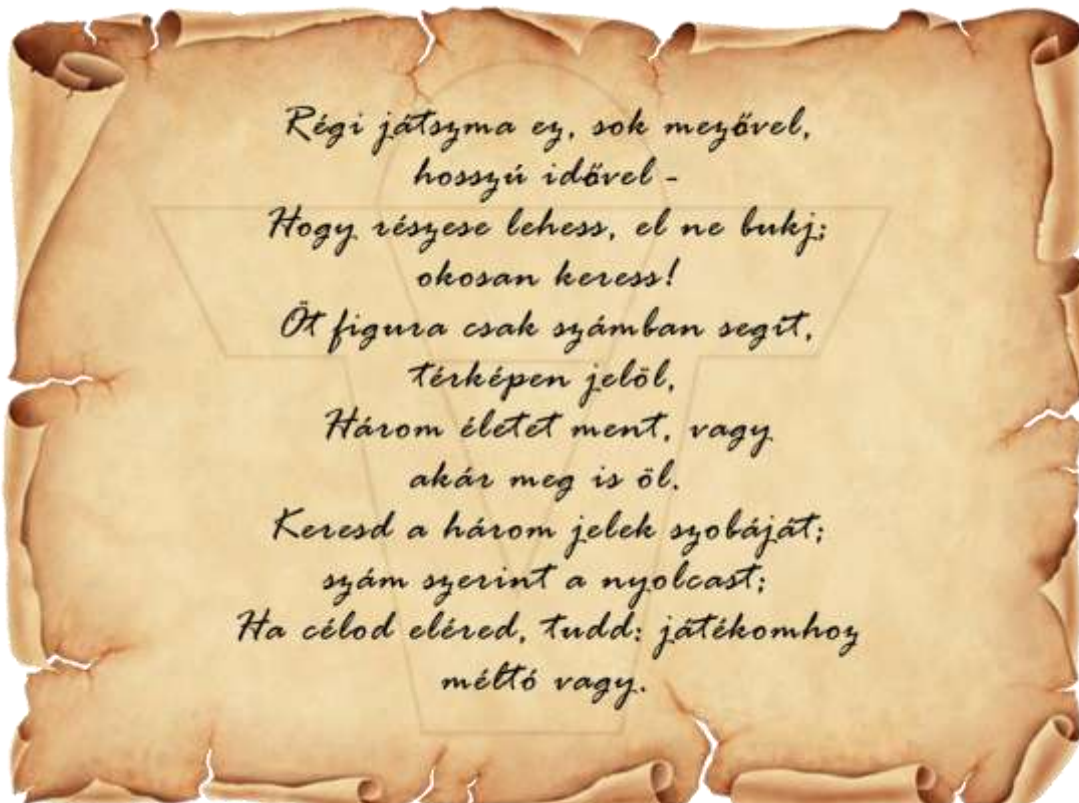 Régi játszma ez, sok mezővel,
hosszú idővel -
Hogy részese lehess, el ne bukj;
okosan keress!
Öt figura csak számban segít,
térképen jelöl,
Három életet ment, vagy
akár meg is öl.
Keresd a három jelek szobáját;
szám szerint a nyolcast;
Ha célod eléred, tudd: játékomhoz
méltó vagy.